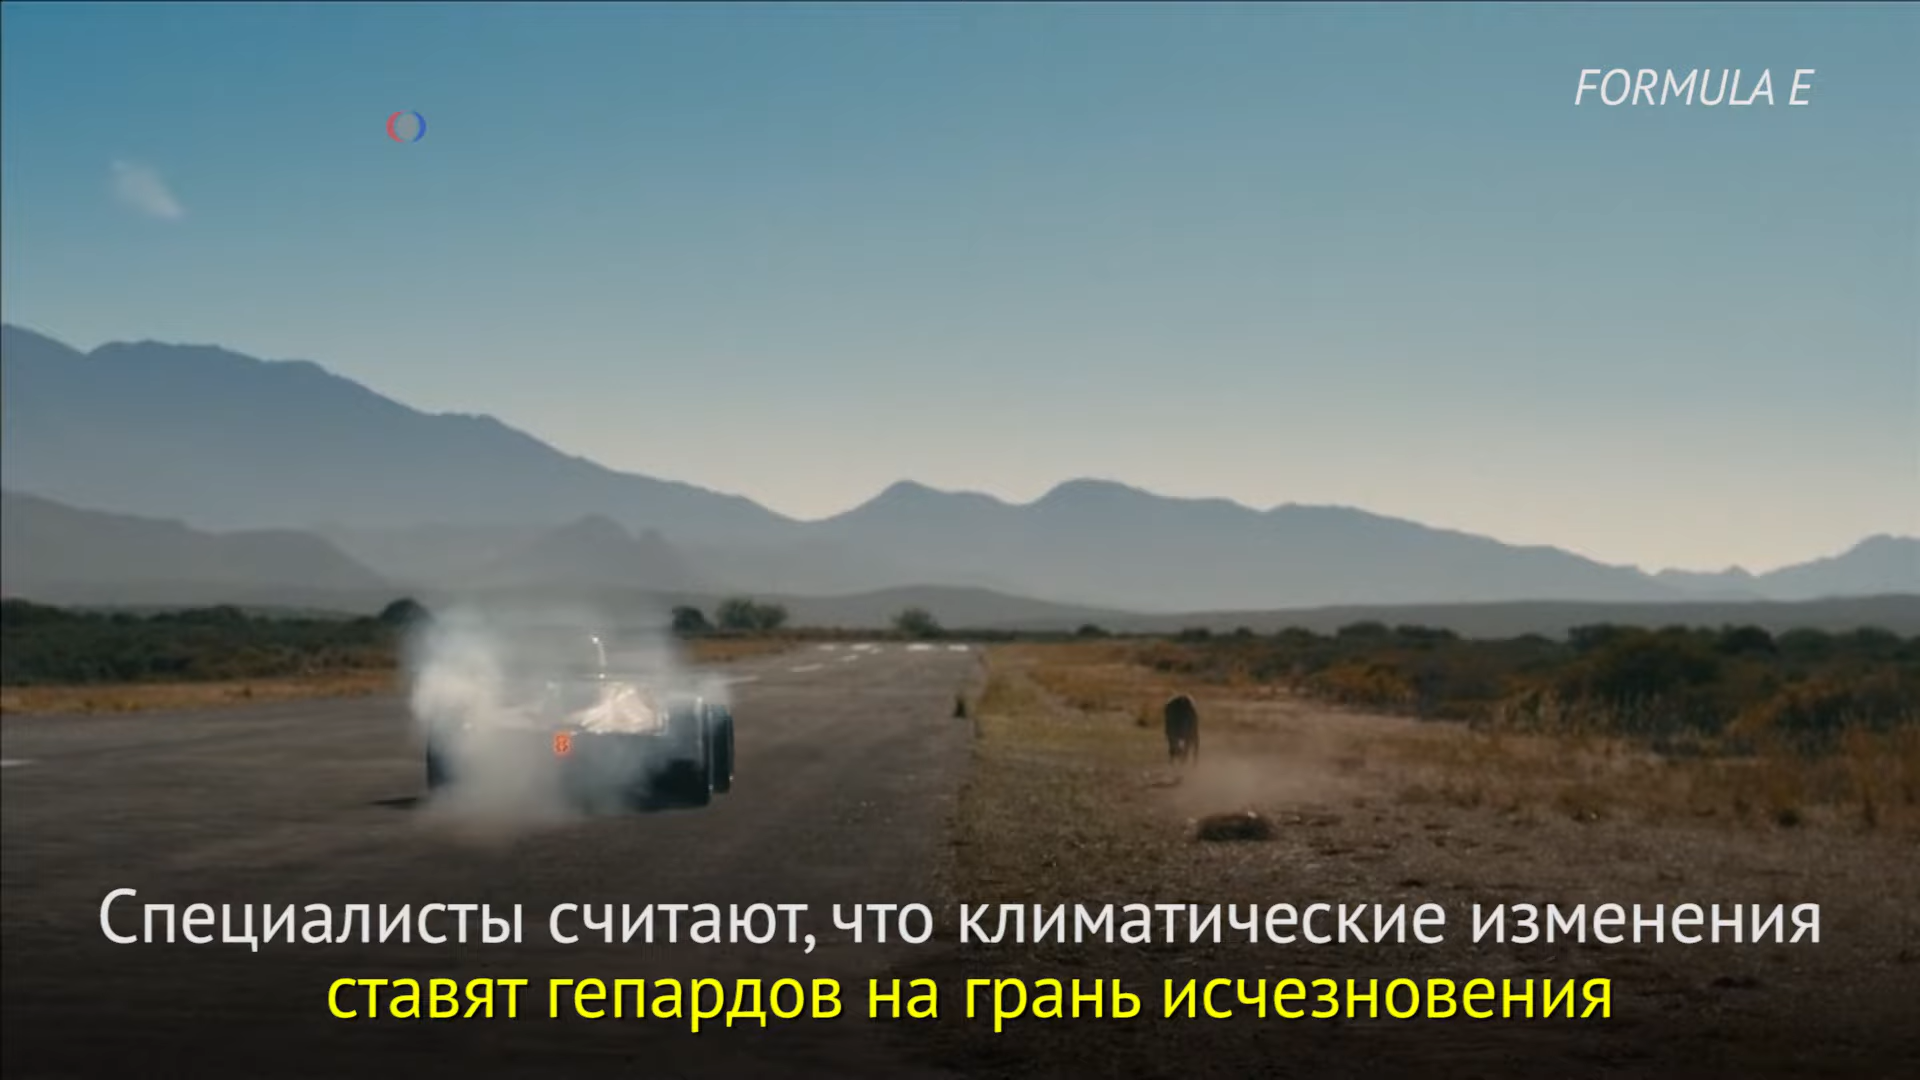 FORMULA E
Специалисты считают, что климатические изменения
ставят гепардов на грань исчезновения